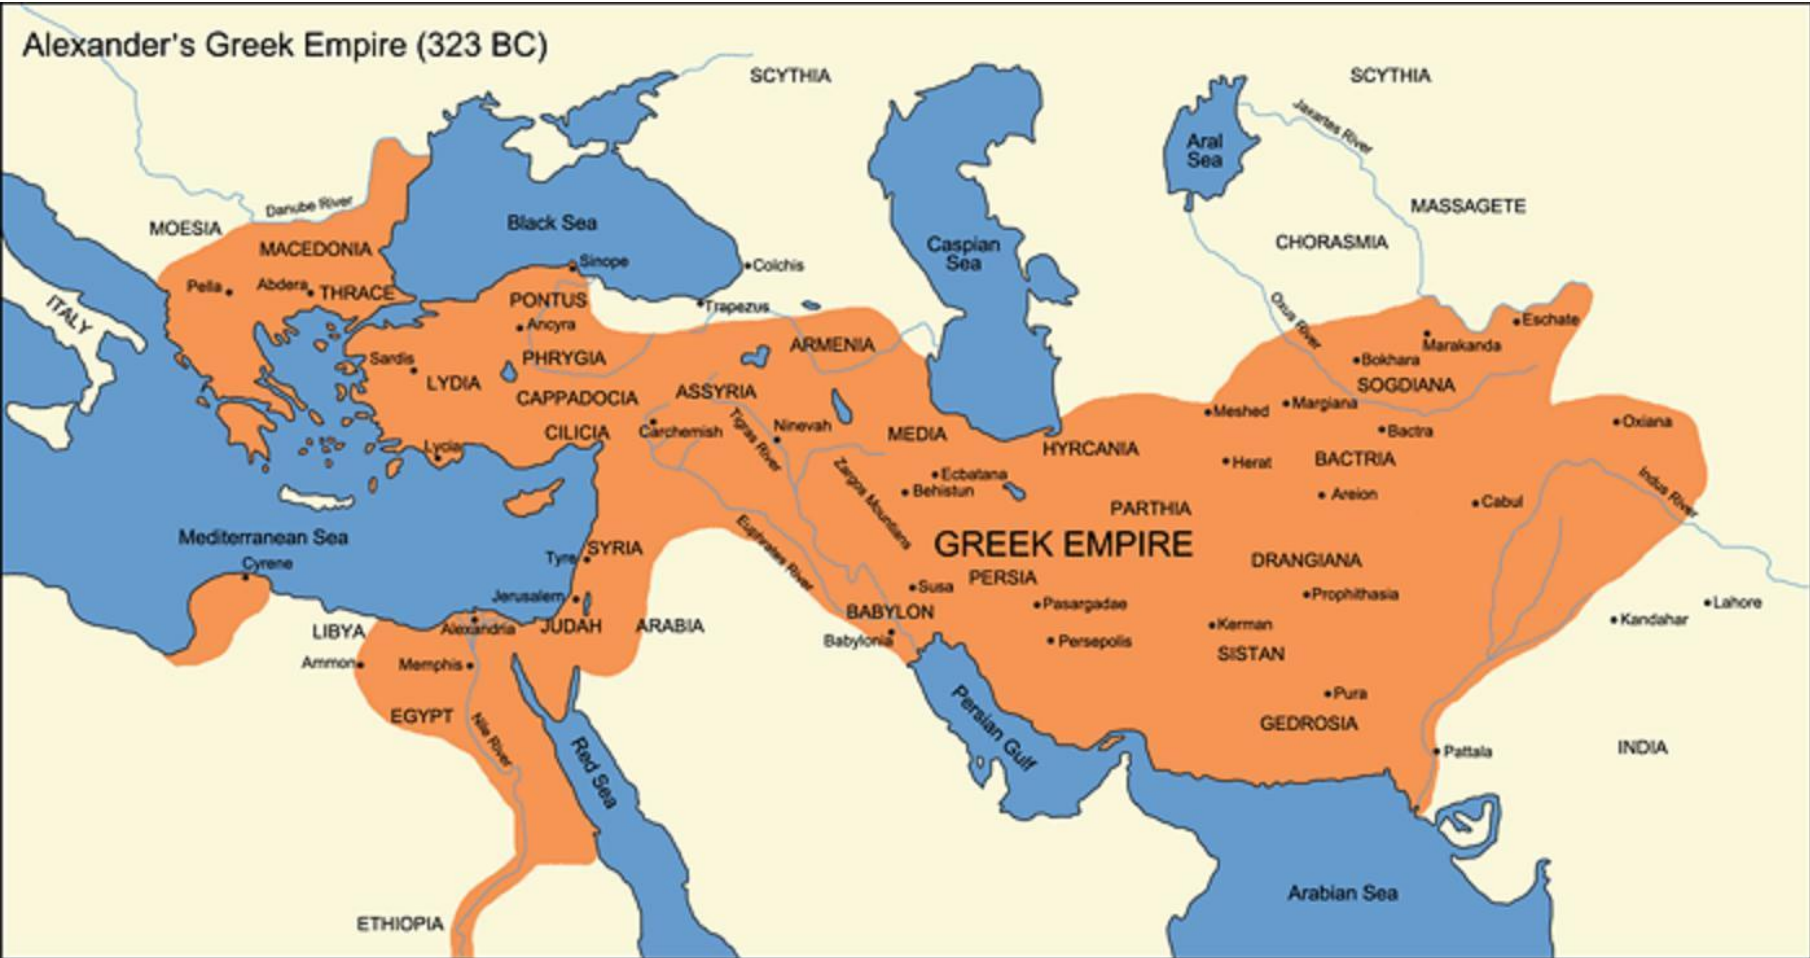 Alexander's Greek Empire (323 BC)
SCYTHIA
SCYTHIA
Aral
Sea
Jaxartes River
MASSAGETE
CHORASMIA
Danube River
MOESIA
MACEDONIA
Black Sea
Caspian
Sea
Sinope
Colchis
Pella
Abdera
THRACE
PONTUS
Trapezus
ITALY
Ancyra
ARMENIA
Oxus River
Eschate
Marakanda
Bokhara
SOGDIANA
Sardis
LYDIA
PHRYGIA
CAPPADOCIA
ASSYRIA
Meshed
Margiana
Oxiana
Lycia
CILICIA
Carchemish
Tigras River
Ninevah
MEDIA
HYRCANIA
Bactra
BACTRIA
Herat
Zargos Mountians
Ecbatana
Behistun
Areion
Cabul
Indus River
PARTHIA
Mediterranean Sea
GREEK EMPIRE
Cyrene
Tyre
SYRIA
Euphrates River
DRANGIANA
Susa
PERSIA
Prophithasia
Jerusalem
Pasargadae
Lahore
Kandahar
LIBYA
Alexandria
JUDAH
ARABIA
BABYLON
Babylonia
Persepolis
Kerman
SISTAN
Ammon
Memphis
EGYPT
Nile River
Red Sea
Persian Gulf
Pura
GEDROSIA
Pattala
INDIA
Arabian Sea
ETHIOPIA